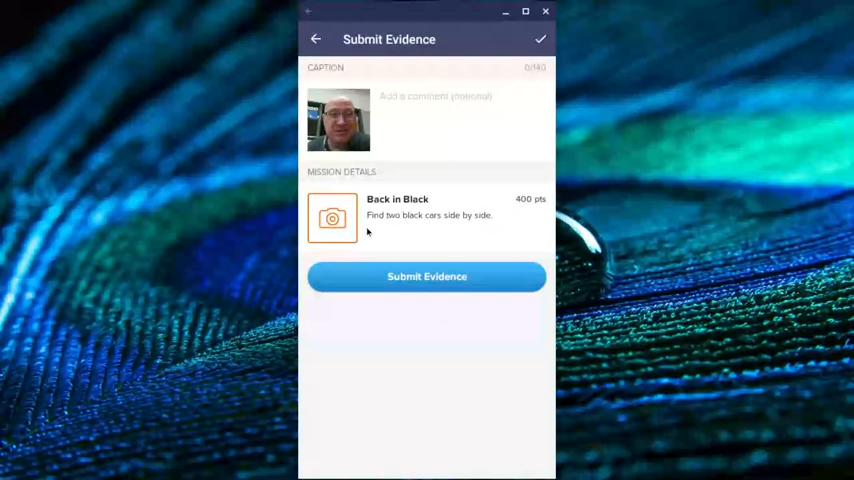 Submit Evidence
CAPTION
0/140
Add a comment (optional)
MISSION DETAILS
Back in Black
400 pts
Find two black cars side by side.
Submit Evidence